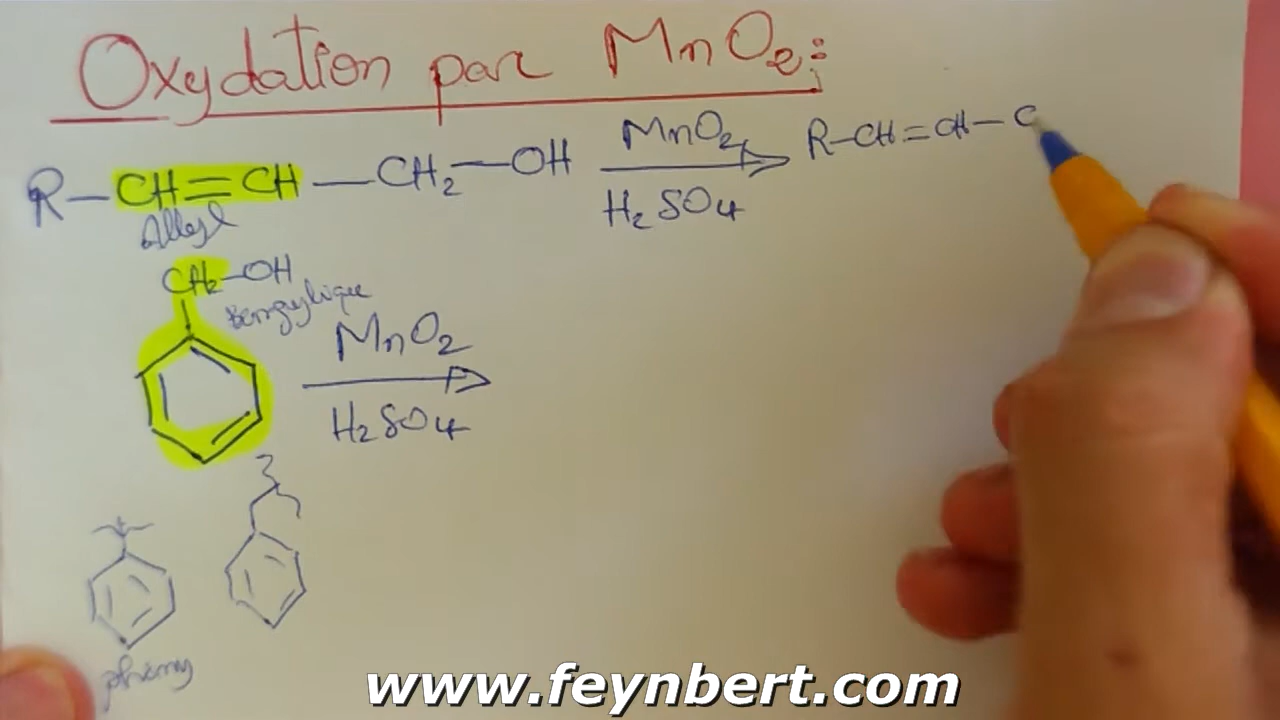 Oxydation par MnO2:
R-CH=CH-CH2-OH MnO2 H2SO4 R-CH=CH-C
Allyl
CH2-OH
Benzylique
MnO2
H2SO4
www.feynbert.com